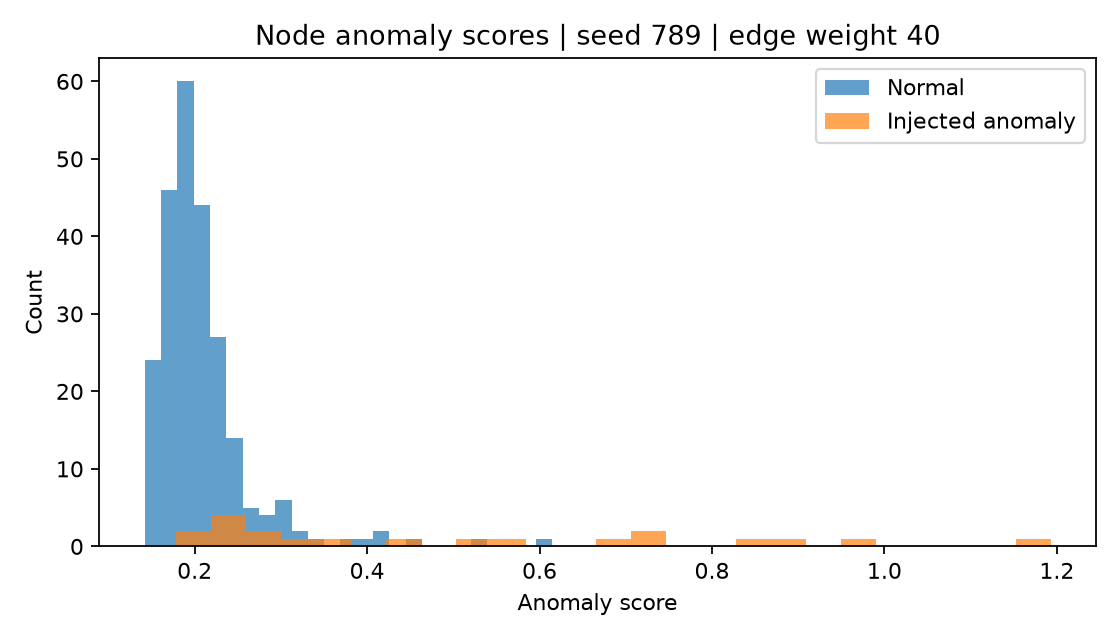 Node anomaly scores | seed 789 | edge weight 40
Normal
Injected anomaly
60
50
40
30
20
10
0
Count
0.2 0.4 0.6 0.8 1.0 1.2
Anomaly score